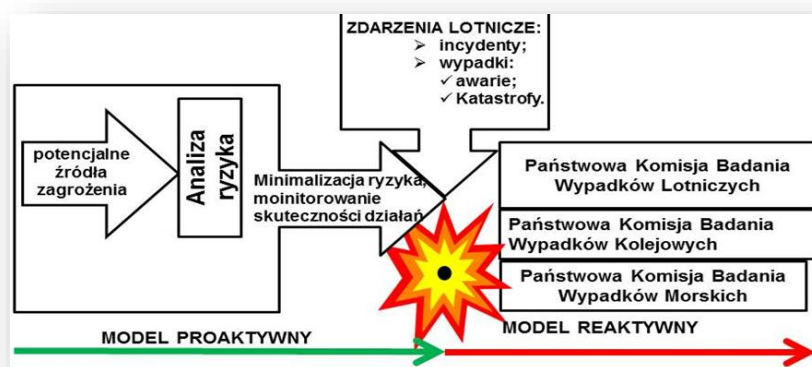 ZDARZENIA LOTNICZE:
➢ incydenty;
➢ wypadki:
✓ awarie;
✓ Katastrofy.
potencjalne
źródła
zagrożenia
Analiza
ryzyka
Minimalizacja ryzyka,
moinitorowanie
skuteczności działań
Państwowa Komisja Badania
Wypadków Lotniczych
Państwowa Komisja Badania
Wypadków Kolejowych
Państwowa Komisja Badania
Wypadków Morskich
MODEL PROAKTYWNY
MODEL REAKTYWNY